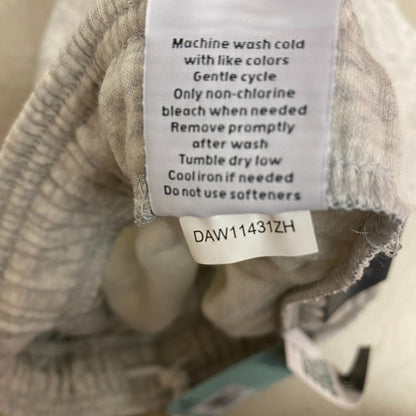 Machine wash cold
with like colors
Gentle cycle
Only non-chlorine
bleach when needed
Remove promptly
after wash
Tumble dry low
Cool iron if needed
Do not use softeners
DAW11431ZH